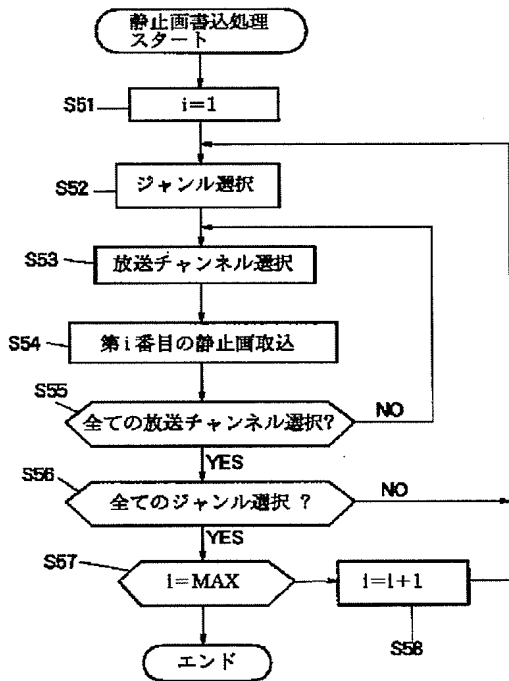 静止画書込処理
スタート
S51
i=1
S52
ジャンル選択
S53
放送チャンネル選択
S54
第i番目の静止画取込
S55
全ての放送チャンネル選択?
NO
YES
S56
全てのジャンル選択 ?
NO
YES
S57
i=MAX
i=i+1
S58
エンド